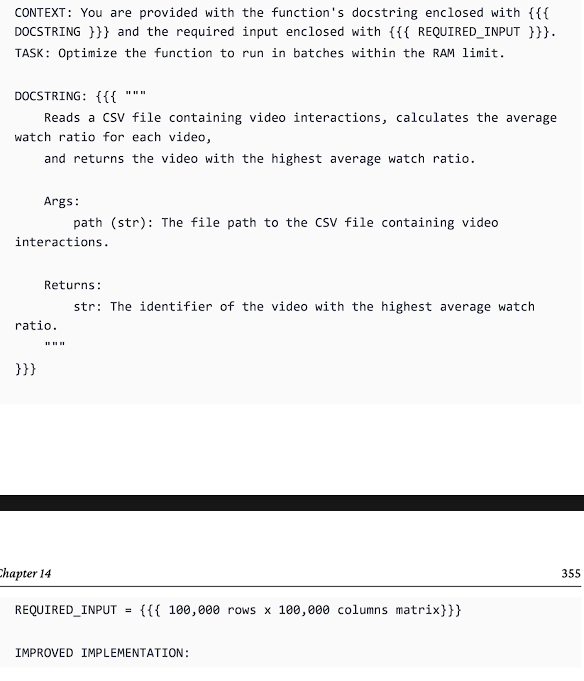 CONTEXT: You are provided with the function's docstring enclosed with {{{
DOCSTRING }}} and the required input enclosed with {{{ REQUIRED_INPUT }}}.
TASK: Optimize the function to run in batches within the RAM limit.
DOCSTRING: {{{ """
Reads a CSV file containing video interactions, calculates the average
watch ratio for each video,
and returns the video with the highest average watch ratio.
Args:
path (str): The file path to the CSV file containing video
interactions.
Returns:
str: The identifier of the video with the highest average watch
ratio.
"""
}}}
Chapter 14 355
REQUIRED_INPUT = {{{ 100,000 rows x 100,000 columns matrix}}}
IMPROVED IMPLEMENTATION: